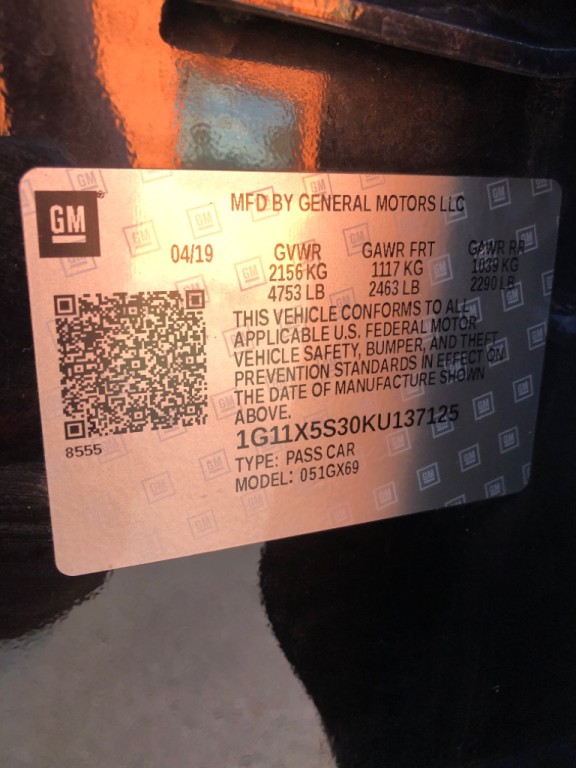 GM
MFD BY GENERAL MOTORS LLC
04/19 GVWR GAWR FRT GAWR RR
2156 KG 1117 KG 1039 KG
4753 LB 2463 LB 2290 LB
THIS VEHICLE CONFORMS TO ALL
APPLICABLE U.S. FEDERAL MOTOR
VEHICLE SAFETY, BUMPER, AND THEFT
PREVENTION STANDARDS IN EFFECT ON
THE DATE OF MANUFACTURE SHOWN
ABOVE.
8555
1G11X5S30KU137125
TYPE: PASS CAR
MODEL: 051GX69